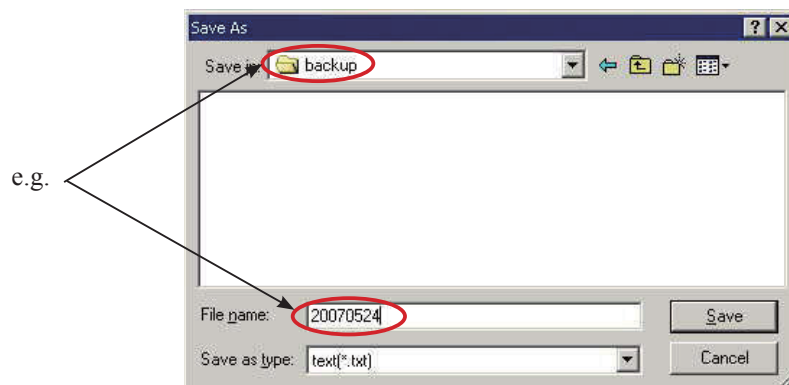 Save As
Save in: backup
e.g.
File name: 20070524
Save Save as type: text(*.txt)
Cancel